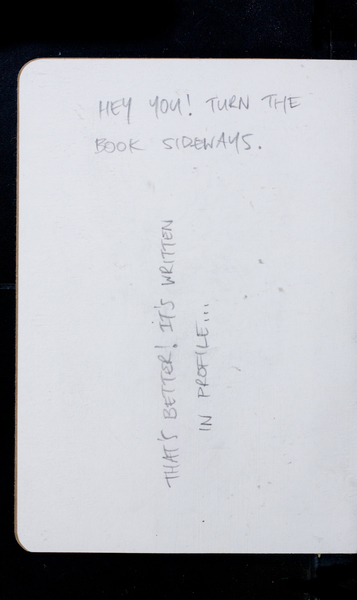 HEY YOU! TURN THE
BOOK SIDEWAYS.
THAT'S BETTER! IT'S WRITTEN
IN PROFILE...